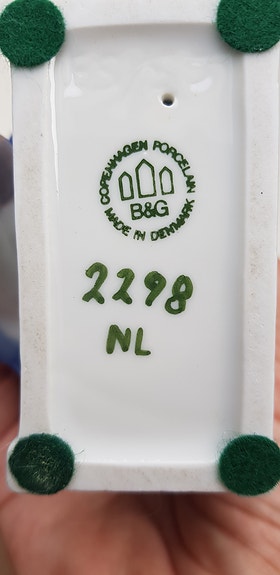 COPENHAGEN PORCELAIN
B&G
MADE IN DENMARK
2298
NL